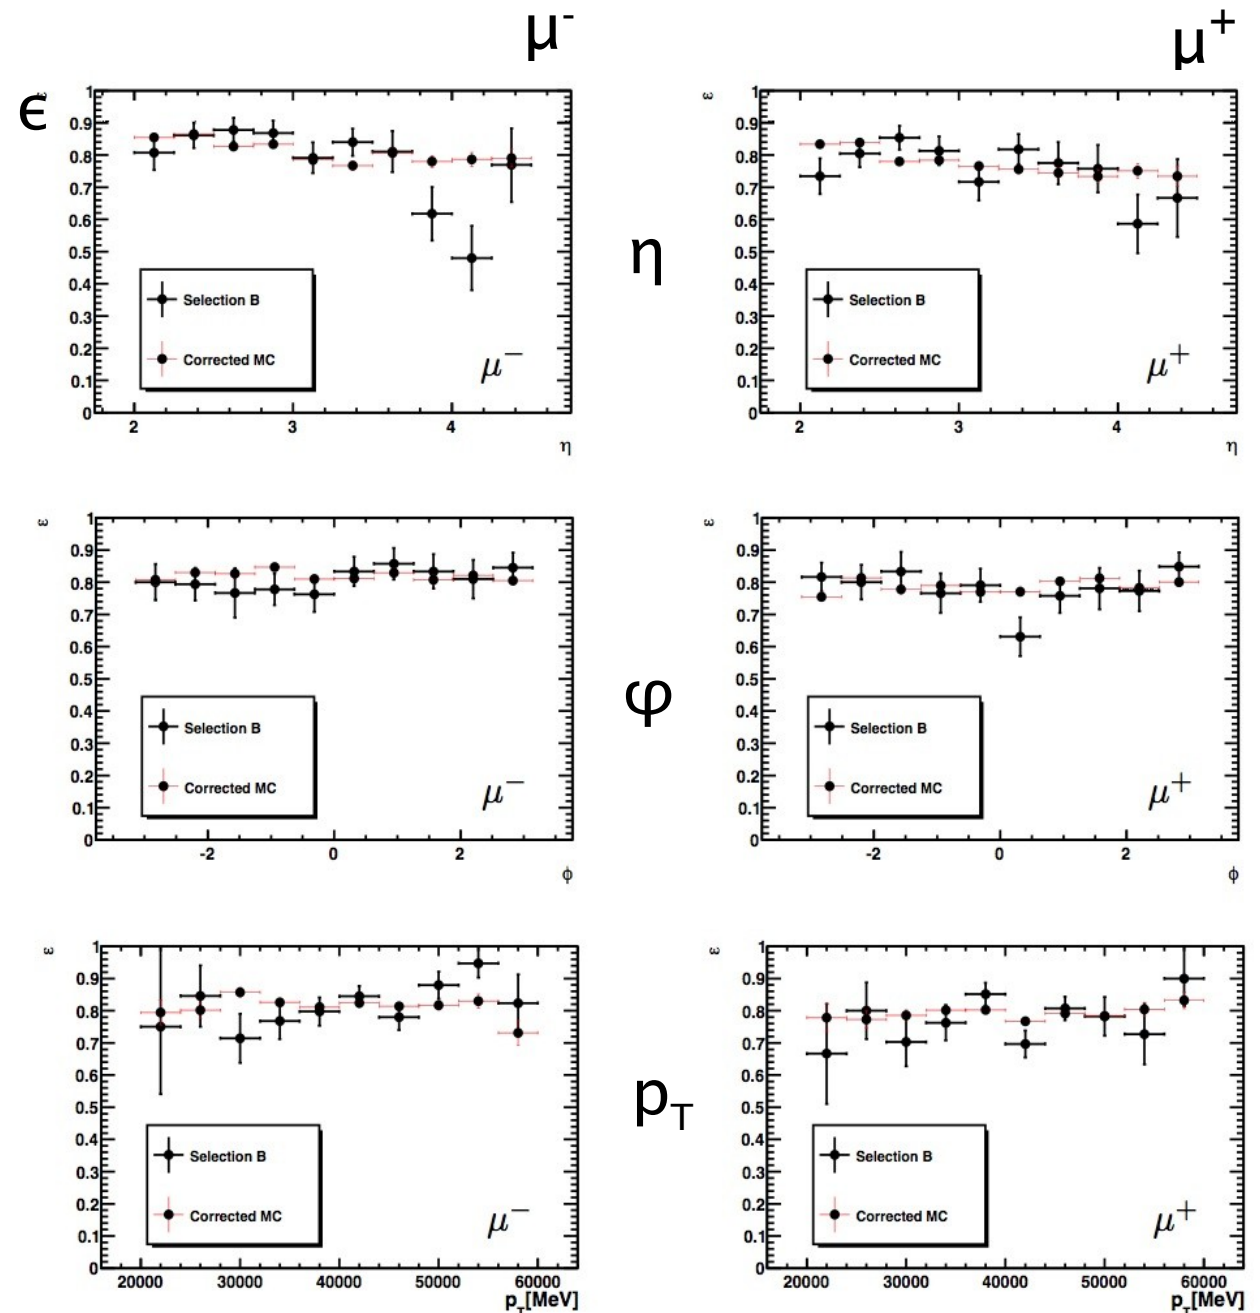 μ-
μ+
ϵ
ε
1
0.9
0.8
0.7
0.6
0.5
0.4
0.3
0.2
0.1
0
Selection B
Corrected MC
μ−
2 3 4
η
η
ε
1
0.9
0.8
0.7
0.6
0.5
0.4
0.3
0.2
0.1
0
Selection B
Corrected MC
μ+
2 3 4
η
ε
1
0.9
0.8
0.7
0.6
0.5
0.4
0.3
0.2
0.1
0
Selection B
Corrected MC
μ−
-2 0 2
ϕ
φ
ε
1
0.9
0.8
0.7
0.6
0.5
0.4
0.3
0.2
0.1
0
Selection B
Corrected MC
μ+
-2 0 2
ϕ
ε
1
0.9
0.8
0.7
0.6
0.5
0.4
0.3
0.2
0.1
0
Selection B
Corrected MC
μ−
20000 30000 40000 50000 60000
pT[MeV]
pT
ε
1
0.9
0.8
0.7
0.6
0.5
0.4
0.3
0.2
0.1
0
Selection B
Corrected MC
μ+
20000 30000 40000 50000 60000
pT[MeV]